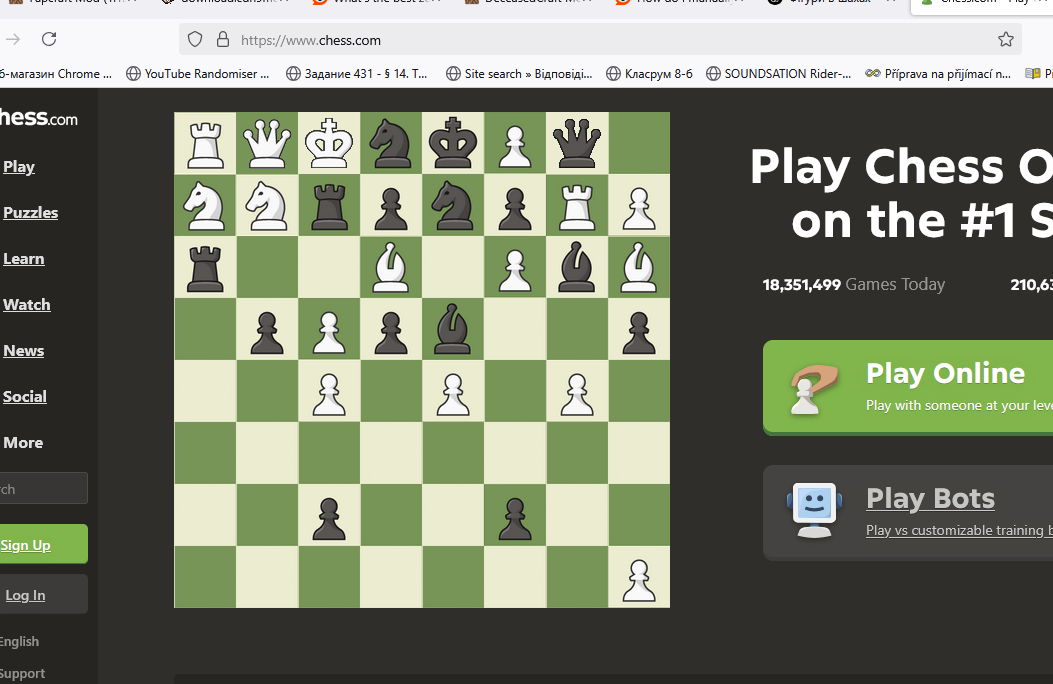 https://www.chess.com
б-магазин Chrome ...
YouTube Randomiser ...
Задание 431 - § 14. Т...
Site search » Відповіді...
Класрум 8-6
SOUNDSATION Rider-...
Příprava na přijímací n...
hess.com
Play
Puzzles
Learn
Watch
News
Social
More
rch
Sign Up
Log In
English
Support
Play Chess O
on the #1 S
18,351,499 Games Today
210,63
Play Online
Play with someone at your leve
Play Bots
Play vs customizable training b